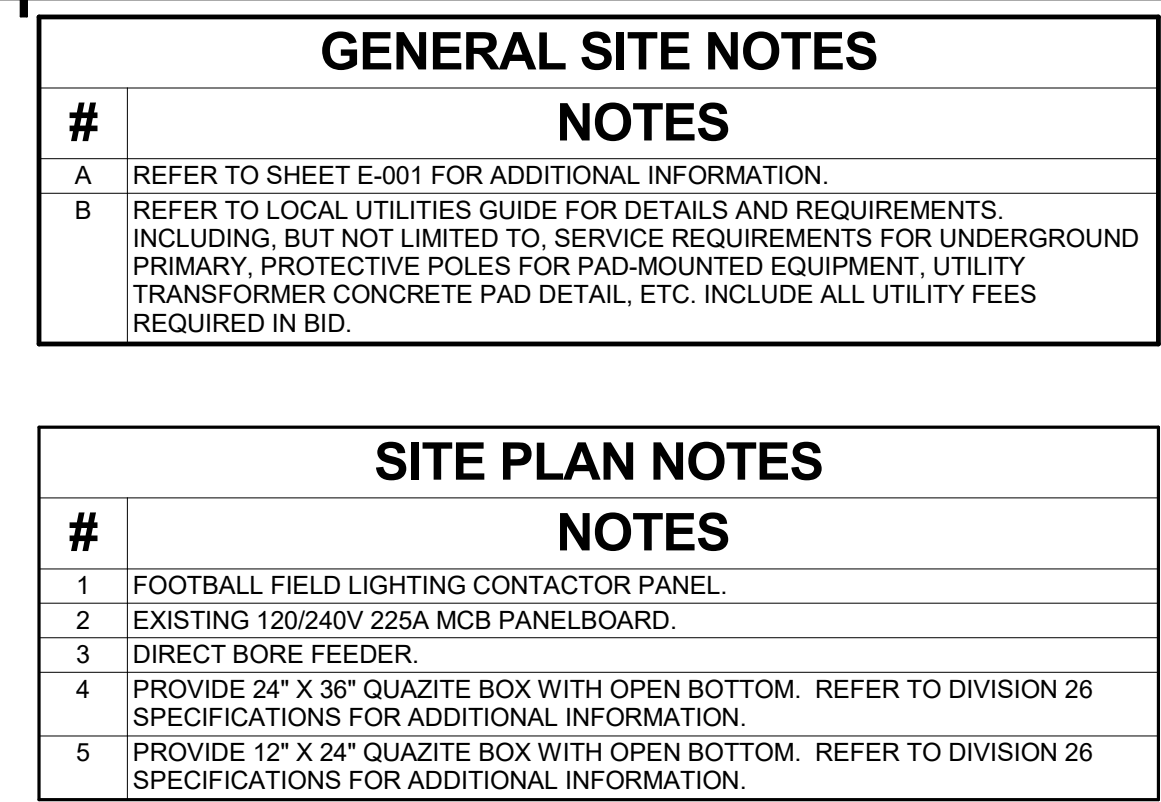 GENERAL SITE NOTES
# NOTES
A REFER TO SHEET E-001 FOR ADDITIONAL INFORMATION.
B REFER TO LOCAL UTILITIES GUIDE FOR DETAILS AND REQUIREMENTS.
INCLUDING, BUT NOT LIMITED TO, SERVICE REQUIREMENTS FOR UNDERGROUND
PRIMARY, PROTECTIVE POLES FOR PAD-MOUNTED EQUIPMENT, UTILITY
TRANSFORMER CONCRETE PAD DETAIL, ETC. INCLUDE ALL UTILITY FEES
REQUIRED IN BID.
SITE PLAN NOTES
# NOTES
1 FOOTBALL FIELD LIGHTING CONTACTOR PANEL.
2 EXISTING 120/240V 225A MCB PANELBOARD.
3 DIRECT BORE FEEDER.
4 PROVIDE 24" X 36" QUAZITE BOX WITH OPEN BOTTOM.  REFER TO DIVISION 26
SPECIFICATIONS FOR ADDITIONAL INFORMATION.
5 PROVIDE 12" X 24" QUAZITE BOX WITH OPEN BOTTOM.  REFER TO DIVISION 26
SPECIFICATIONS FOR ADDITIONAL INFORMATION.